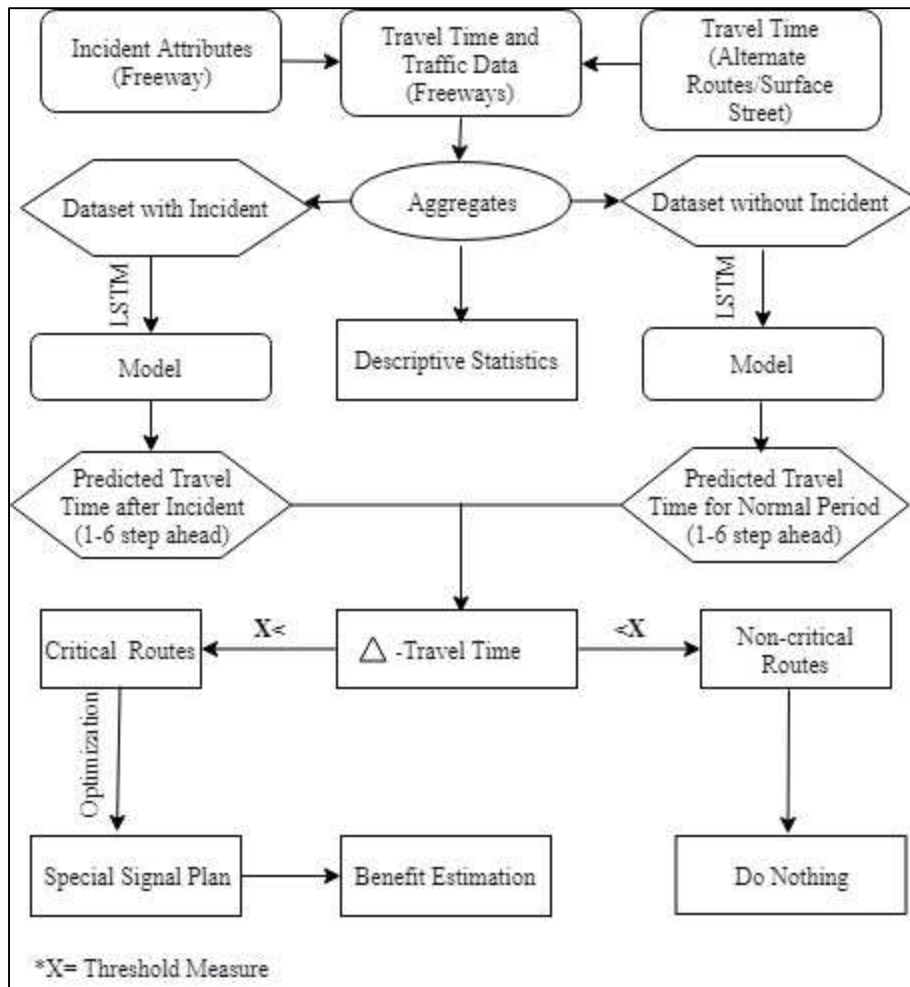 Incident Attributes
(Freeway)
Travel Time and
Traffic Data
(Freeways)
Travel Time
(Alternate
Routes/Surface
Street)
Dataset with Incident
Aggregates
Dataset without Incident
LSTM
LSTM
Descriptive Statistics
Model
Model
Predicted Travel
Time after Incident
(1-6 step ahead)
Predicted Travel
Time for Normal Period
(1-6 step ahead)
Critical Routes
X<
△ -Travel Time
<X
Non-critical
Routes
Optimization
Special Signal Plan
Benefit Estimation
Do Nothing
*X= Threshold Measure